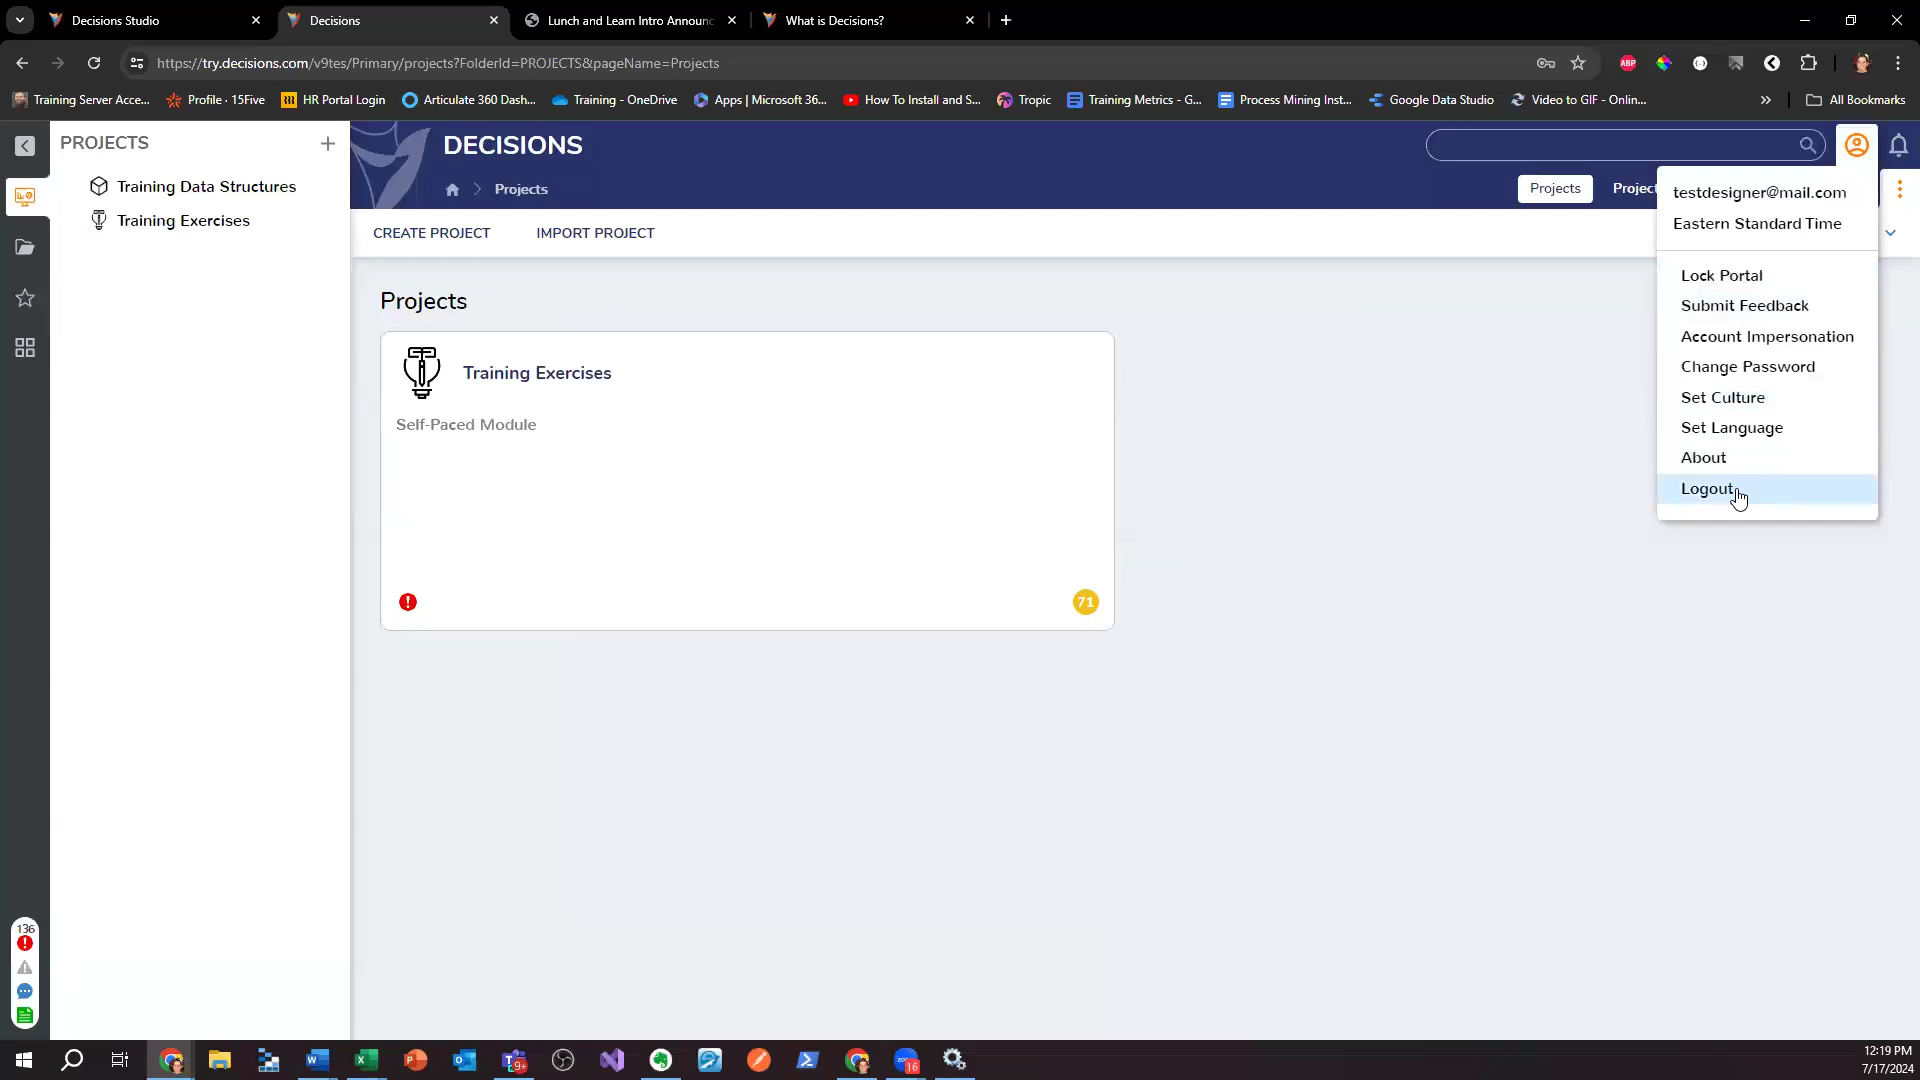 Decisions Studio
Decisions
Lunch and Learn Intro Announc
What is Decisions?
https://try.decisions.com/v9tes/Primary/projects?FolderId=PROJECTS&pageName=Projects
ABP
Training Server Acce...
Profile · 15Five
HR Portal Login
Articulate 360 Dash...
Training - OneDrive
Apps | Microsoft 36...
How To Install and S...
Tropic
Training Metrics - G...
Process Mining Inst...
Google Data Studio
Video to GIF - Onlin...
All Bookmarks
PROJECTS
Training Data Structures
Training Exercises
DECISIONS
Projects
Projects
Project
CREATE PROJECT
IMPORT PROJECT
testdesigner@mail.com
Eastern Standard Time
Lock Portal
Submit Feedback
Account Impersonation
Change Password
Set Culture
Set Language
About
Logout
Projects
Training Exercises
Self-Paced Module
71
136
9+
16
12:19 PM
7/17/2024